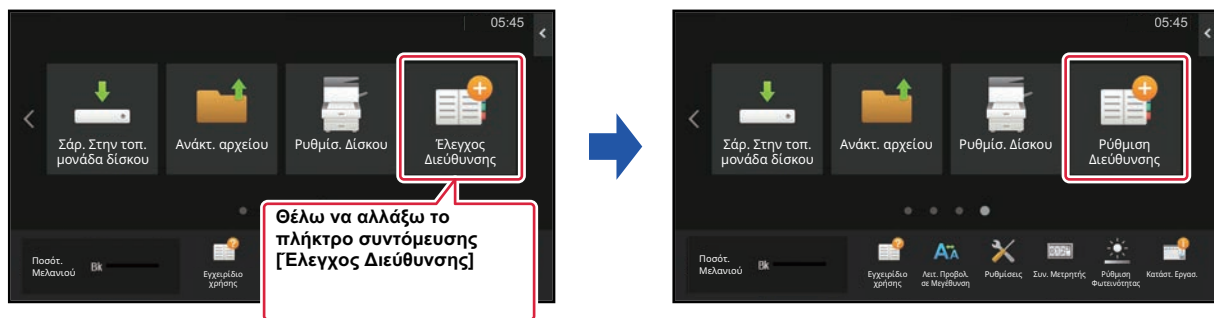 05:45
Σάρ. Στην τοπ.
μονάδα δίσκου
Ανάκτ. αρχείου
Ρυθμίσ. Δίσκου
Έλεγχος
Διεύθυνσης
Θέλω να αλλάξω το
πλήκτρο συντόμευσης
[Έλεγχος Διεύθυνσης]
Ποσότ.
Μελανιού
Bk
Εγχειρίδιο
χρήσης
05:45
Σάρ. Στην τοπ.
μονάδα δίσκου
Ανάκτ. αρχείου
Ρυθμίσ. Δίσκου
Ρύθμιση
Διεύθυνσης
Ποσότ.
Μελανιού
Bk
Εγχειρίδιο
χρήσης
Λειτ. Προβολ.
σε Μεγέθυνση
Ρυθμίσεις
Συν. Μετρητής
Ρύθμιση
Φωτεινότητας
Κατάστ. Εργασ.